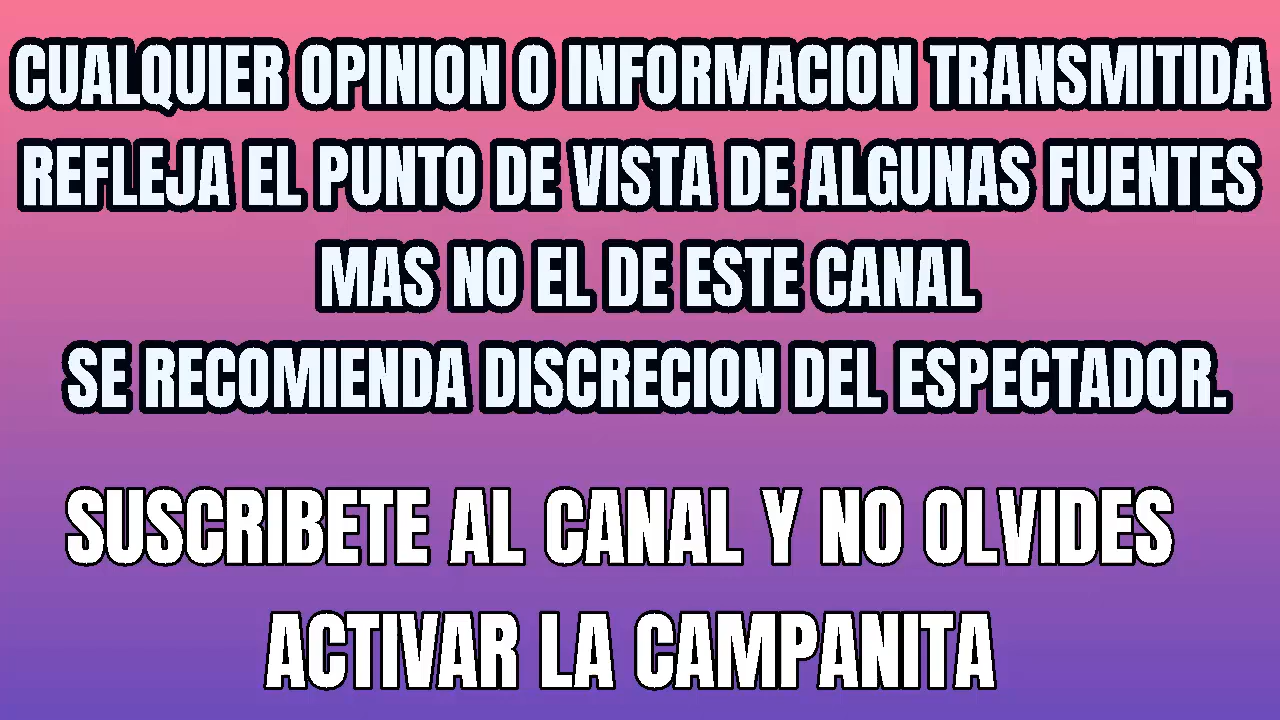 CUALQUIER OPINION O INFORMACION TRANSMITIDA
REFLEJA EL PUNTO DE VISTA DE ALGUNAS FUENTES
MAS NO EL DE ESTE CANAL
SE RECOMIENDA DISCRECION DEL ESPECTADOR.
SUSCRIBETE AL CANAL Y NO OLVIDES
ACTIVAR LA CAMPANITA